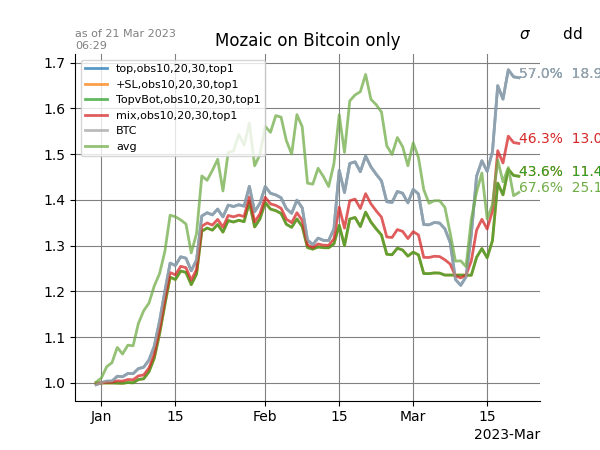 as of 21 Mar 2023
06:29
Mozaic on Bitcoin only
σ dd
1.7
1.6
1.5
1.4
1.3
1.2
1.1
1.0
top,obs10,20,30,top1
+SL,obs10,20,30,top1
TopvBot,obs10,20,30,top1
mix,obs10,20,30,top1
BTC
avg
57.0% 18.9
46.3% 13.0
43.6% 11.4
67.6% 25.1
Jan 15 Feb 15 Mar 15
2023-Mar